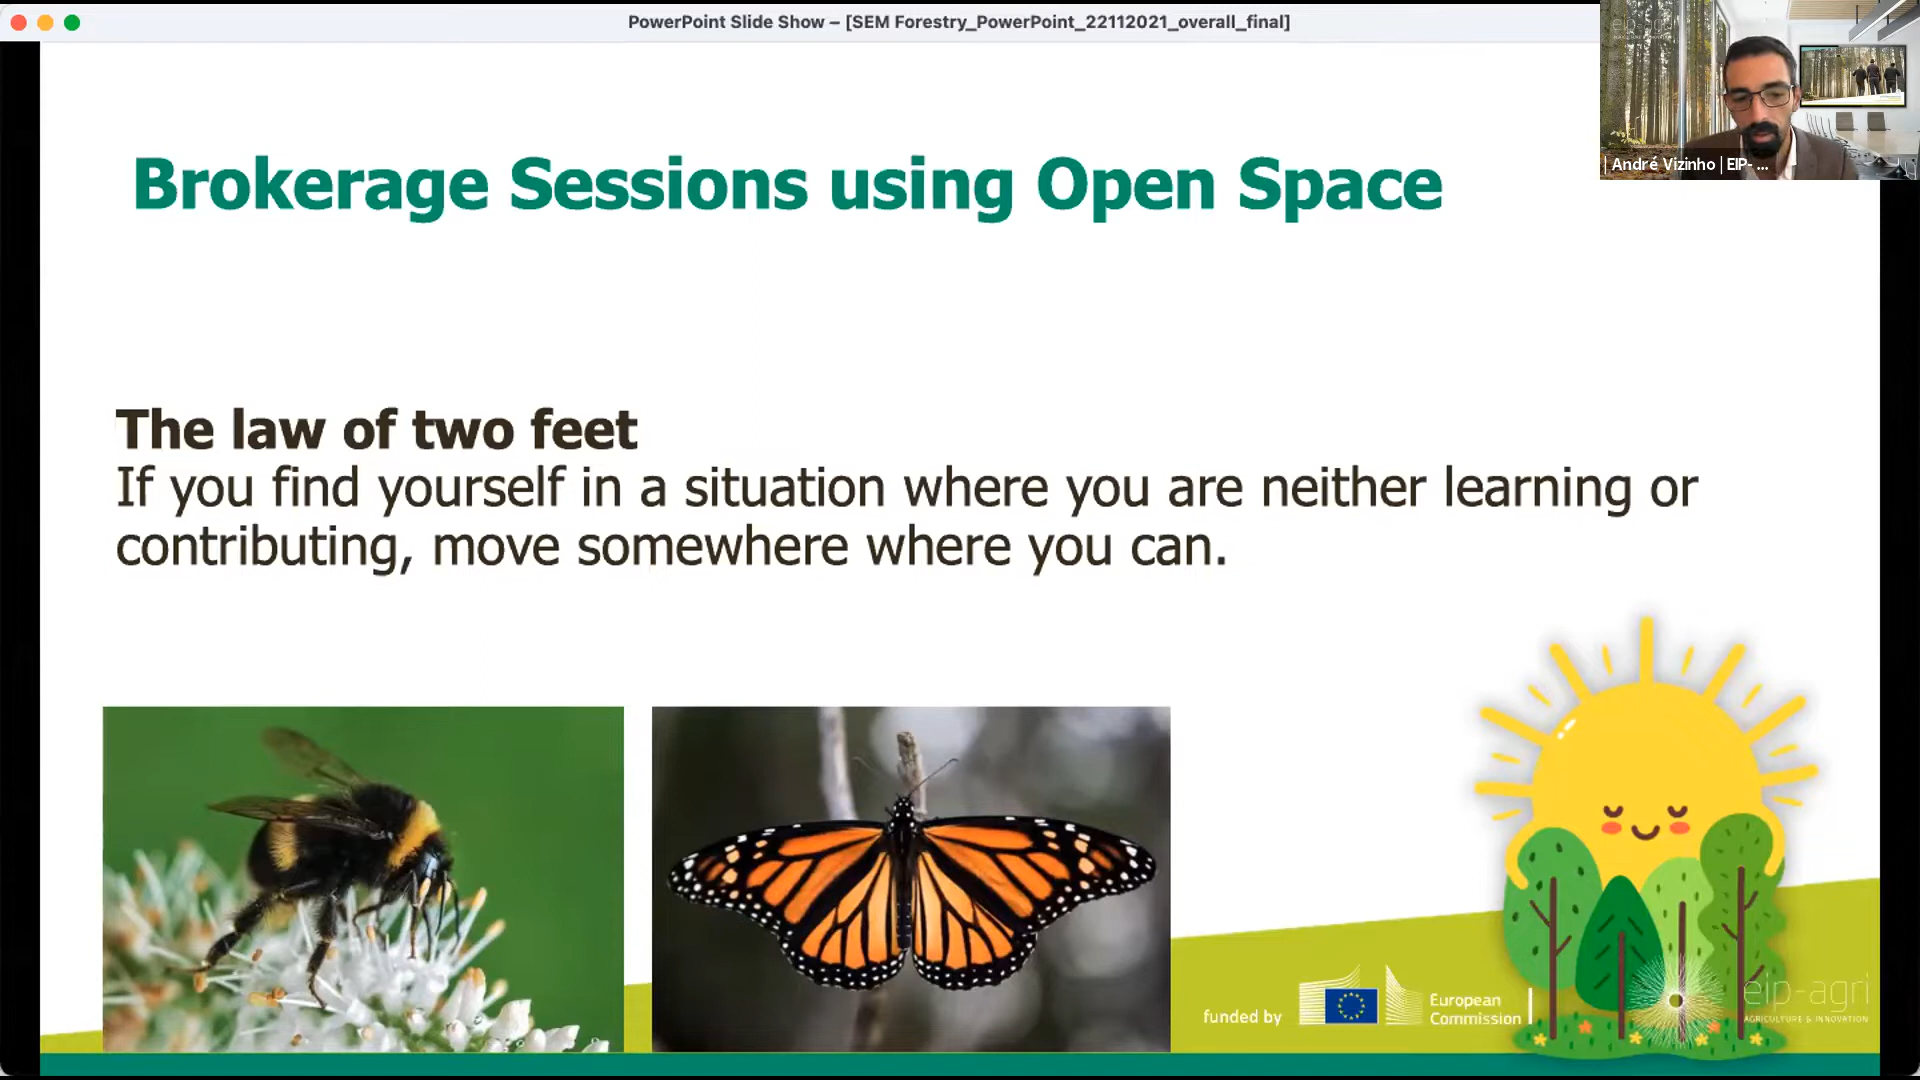 PowerPoint Slide Show – [SEM Forestry_PowerPoint_22112021_overall_final]
eip-agri
| André Vizinho | EIP- ...
Brokerage Sessions using Open Space
The law of two feet
If you find yourself in a situation where you are neither learning or
contributing, move somewhere where you can.
funded by
European
Commission
eip-agri
AGRICULTURE & INNOVATION